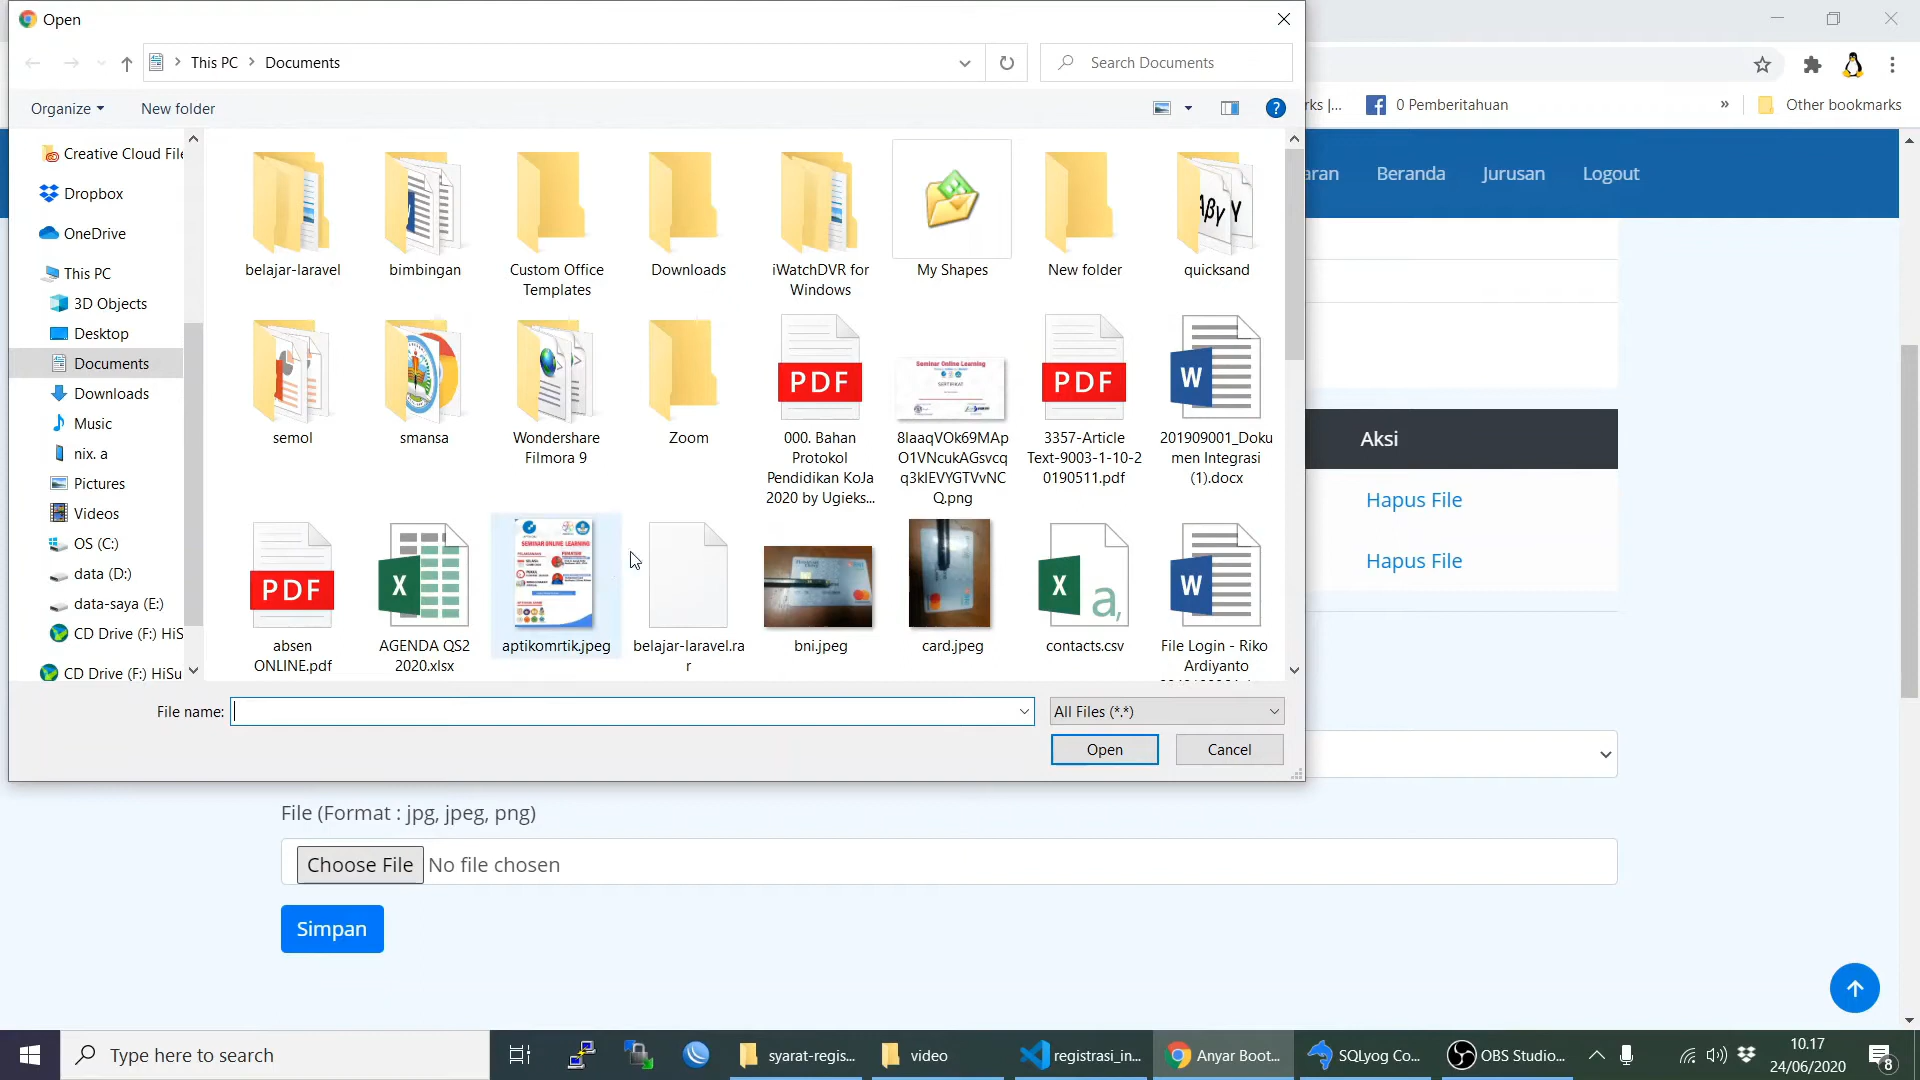 Open
This PC
Documents
Search Documents
Organize
New folder
Creative Cloud File
Dropbox
OneDrive
This PC
3D Objects
Desktop
Documents
Downloads
Music
nix. a
Pictures
Videos
OS (C:)
data (D:)
data-saya (E:)
CD Drive (F:) HiS
CD Drive (F:) HiSu
belajar-laravel
bimbingan
Custom Office
Templates
Downloads
iWatchDVR for
Windows
My Shapes
New folder
quicksand
semol
smansa
Wondershare
Filmora 9
Zoom
PDF
000. Bahan
Protokol
Pendidikan KoJa
2020 by Ugieks...
Seminar Online Learning
SERTIFIKAT
8IaaqVOk69MAp
O1VNcukAGsvcq
q3kIEVYGTVvNC
Q.png
PDF
3357-Article
Text-9003-1-10-2
0190511.pdf
W
201909001_Doku
men Integrasi
(1).docx
PDF
absen
ONLINE.pdf
X
AGENDA QS2
2020.xlsx
SEMINAR ONLINE LEARNING
aptikomrtik.jpeg
belajar-laravel.ra
r
bni.jpeg
card.jpeg
X a,
contacts.csv
W
File Login - Riko
Ardiyanto
File name:
All Files (*.*)
Open
Cancel
rks |...
0 Pemberitahuan
»
Other bookmarks
aran
Beranda
Jurusan
Logout
Aksi
Hapus File
Hapus File
File (Format : jpg, jpeg, png)
Choose File
No file chosen
Simpan
Type here to search
syarat-regis...
video
registrasi_in...
Anyar Boot...
SQLyog Co...
OBS Studio...
10.17
24/06/2020
8